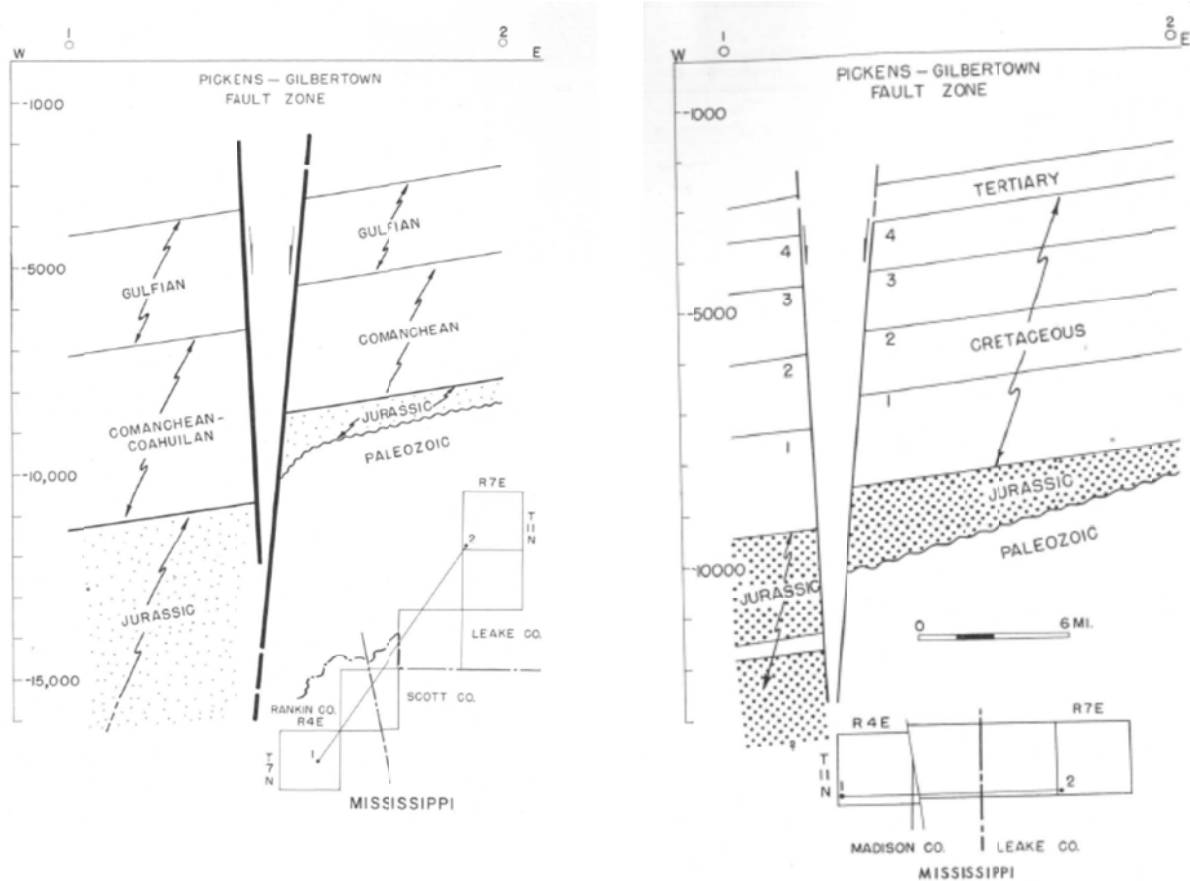 1
2
W
E
PICKENS – GILBERTOWN
FAULT ZONE
-1000
GULFIAN
GULFIAN
-5000
COMANCHEAN
COMANCHEAN-
COAHUILAN
JURASSIC
PALEOZOIC
-10,000
JURASSIC
-15,000
R7E
T
11
N
2
LEAKE CO.
SCOTT CO.
RANKIN CO.
R4E
T
7
N
1
MISSISSIPPI
1
2
W
E
PICKENS – GILBERTOWN
FAULT ZONE
-1000
TERTIARY
4
4
3
3
-5000
2
2
CRETAGEOUS
1
1
JURASSIC
PALEOZOIC
-10000
JURASSIC
0
6 MI.
R4E
R7E
T
11
N
1
2
MADISON CO.
LEAKE CO.
MISSISSIPPI